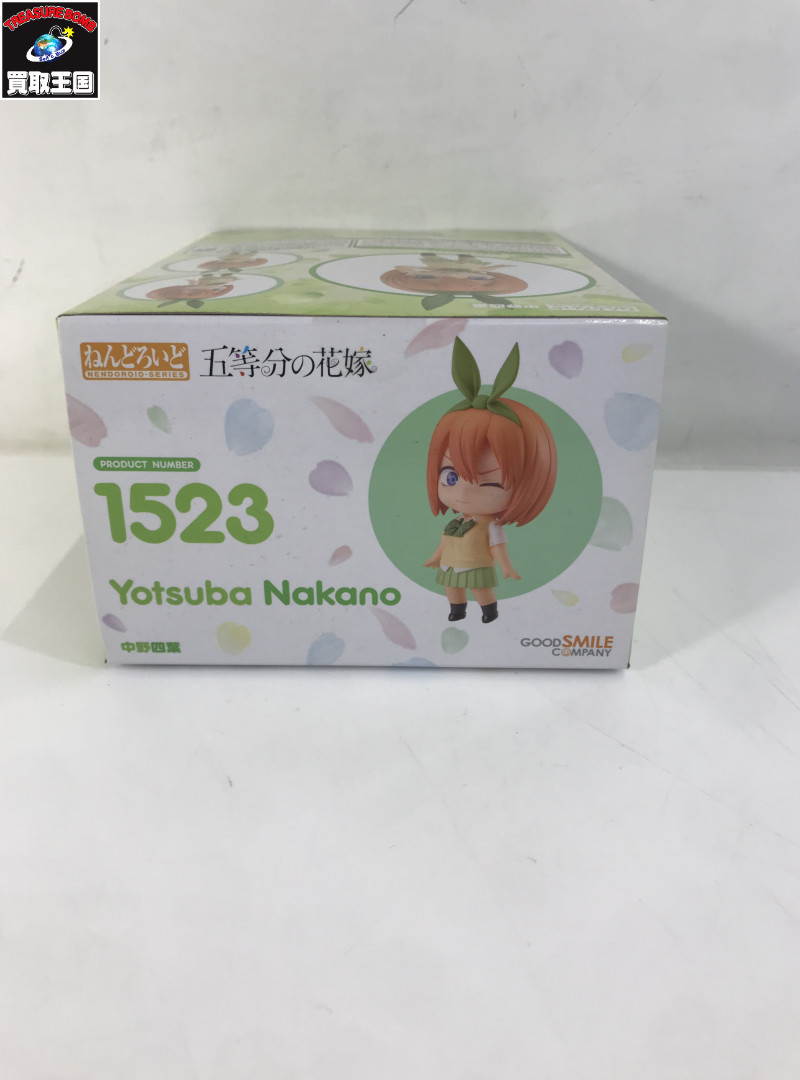 TREASURE BOMB
買取王国
ねんどろいど
NENDOROID-SERIES
五等分の花嫁
PRODUCT NUMBER
1523
Yotsuba Nakano
中野四葉
GOOD SMILE
COMPANY